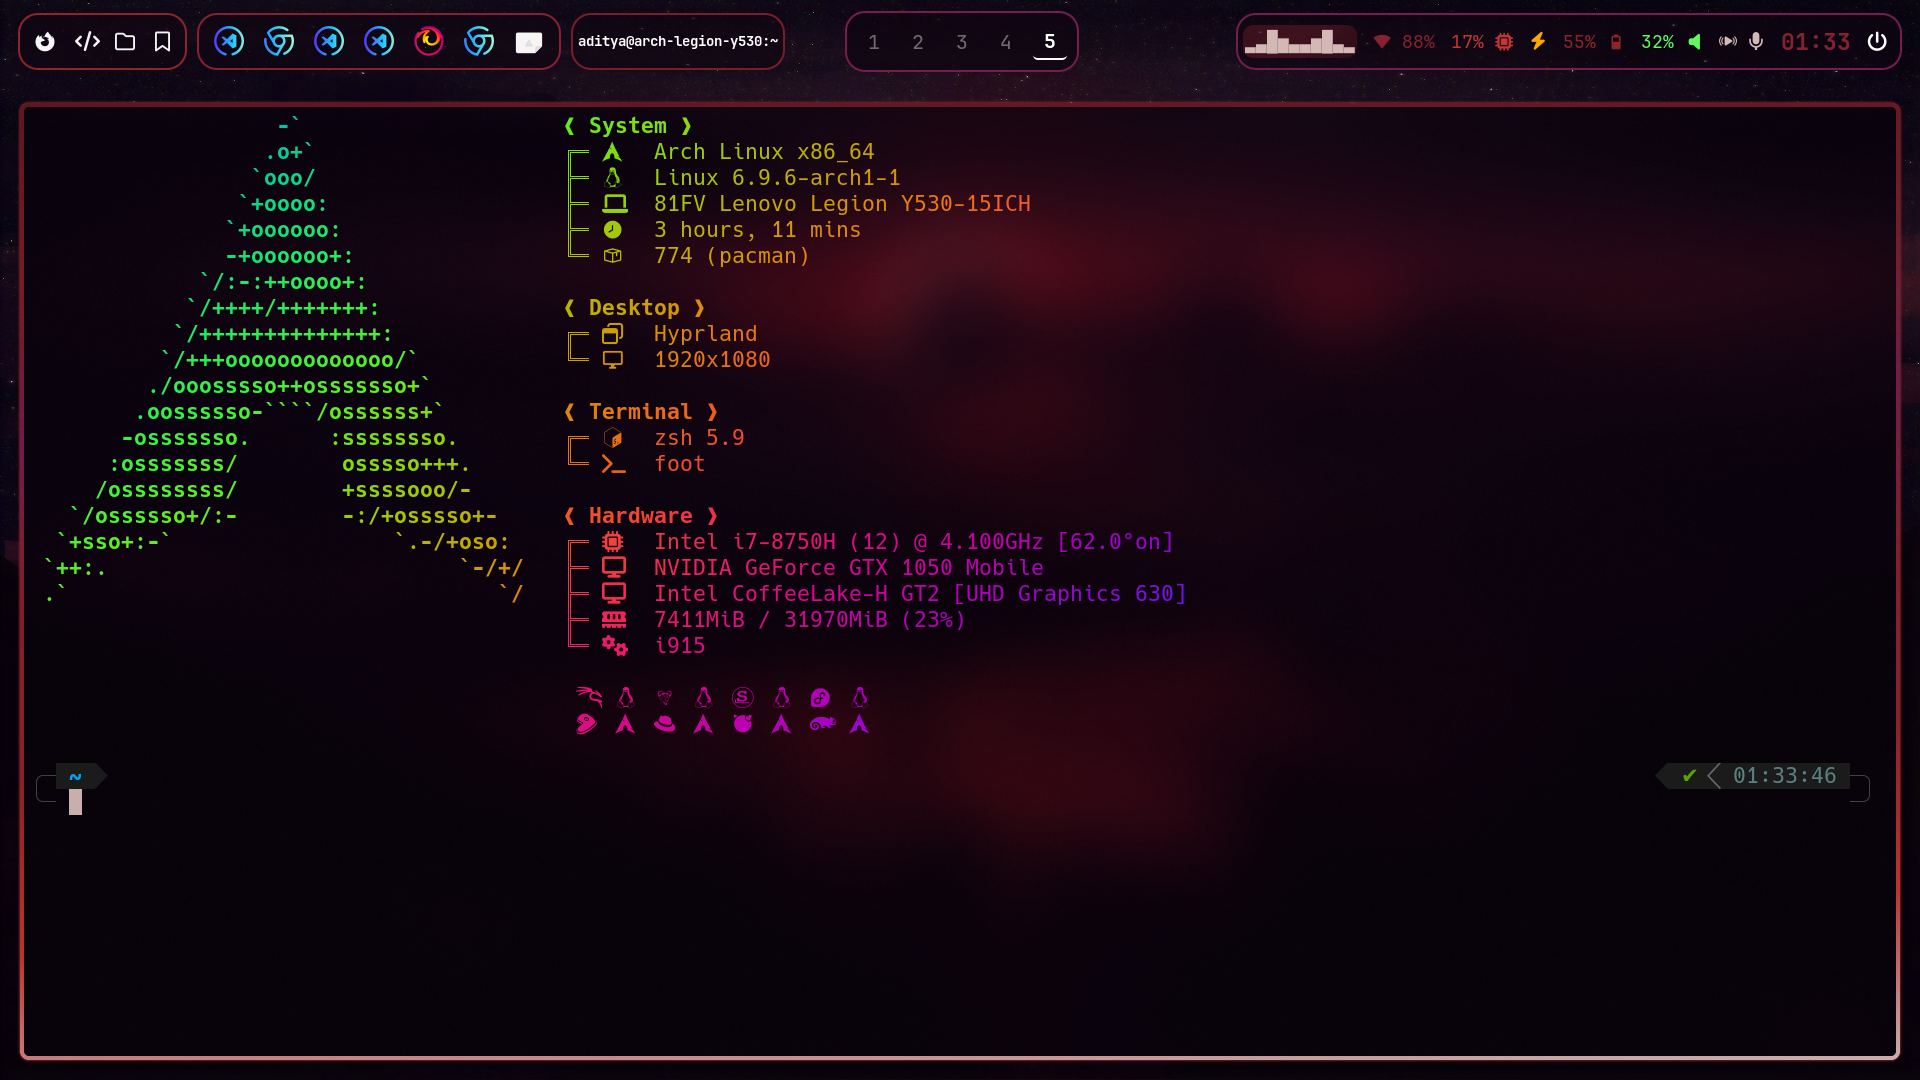 aditya@arch-legion-y530:~
1 2 3 4 5
88% 17% 55% 32% 01:33
-`
.o+`
`ooo/
`+oooo:
`+oooooo:
-+oooooo+:
`/:-:++oooo+:
`/++++/+++++++:
`/++++++++++++++:
`/+++ooooooooooooo/`
./ooosssso++osssssso+`
.oossssso-````/ossssss+`
-osssssso. :ssssssso.
:osssssss/ osssso+++.
/ossssssss/ +ssssooo/-
`/ossssso+/:- -:/+osssso+-
`+sso+:-` `.-/+oso:
`++:. `-/+/
.` `/
❰ System ❱
Arch Linux x86_64
Linux 6.9.6-arch1-1
81FV Lenovo Legion Y530-15ICH
3 hours, 11 mins
774 (pacman)
❰ Desktop ❱
Hyprland
1920x1080
❰ Terminal ❱
zsh 5.9
foot
❰ Hardware ❱
Intel i7-8750H (12) @ 4.100GHz [62.0°on]
NVIDIA GeForce GTX 1050 Mobile
Intel CoffeeLake-H GT2 [UHD Graphics 630]
7411MiB / 31970MiB (23%)
i915
~ ✔ 01:33:46